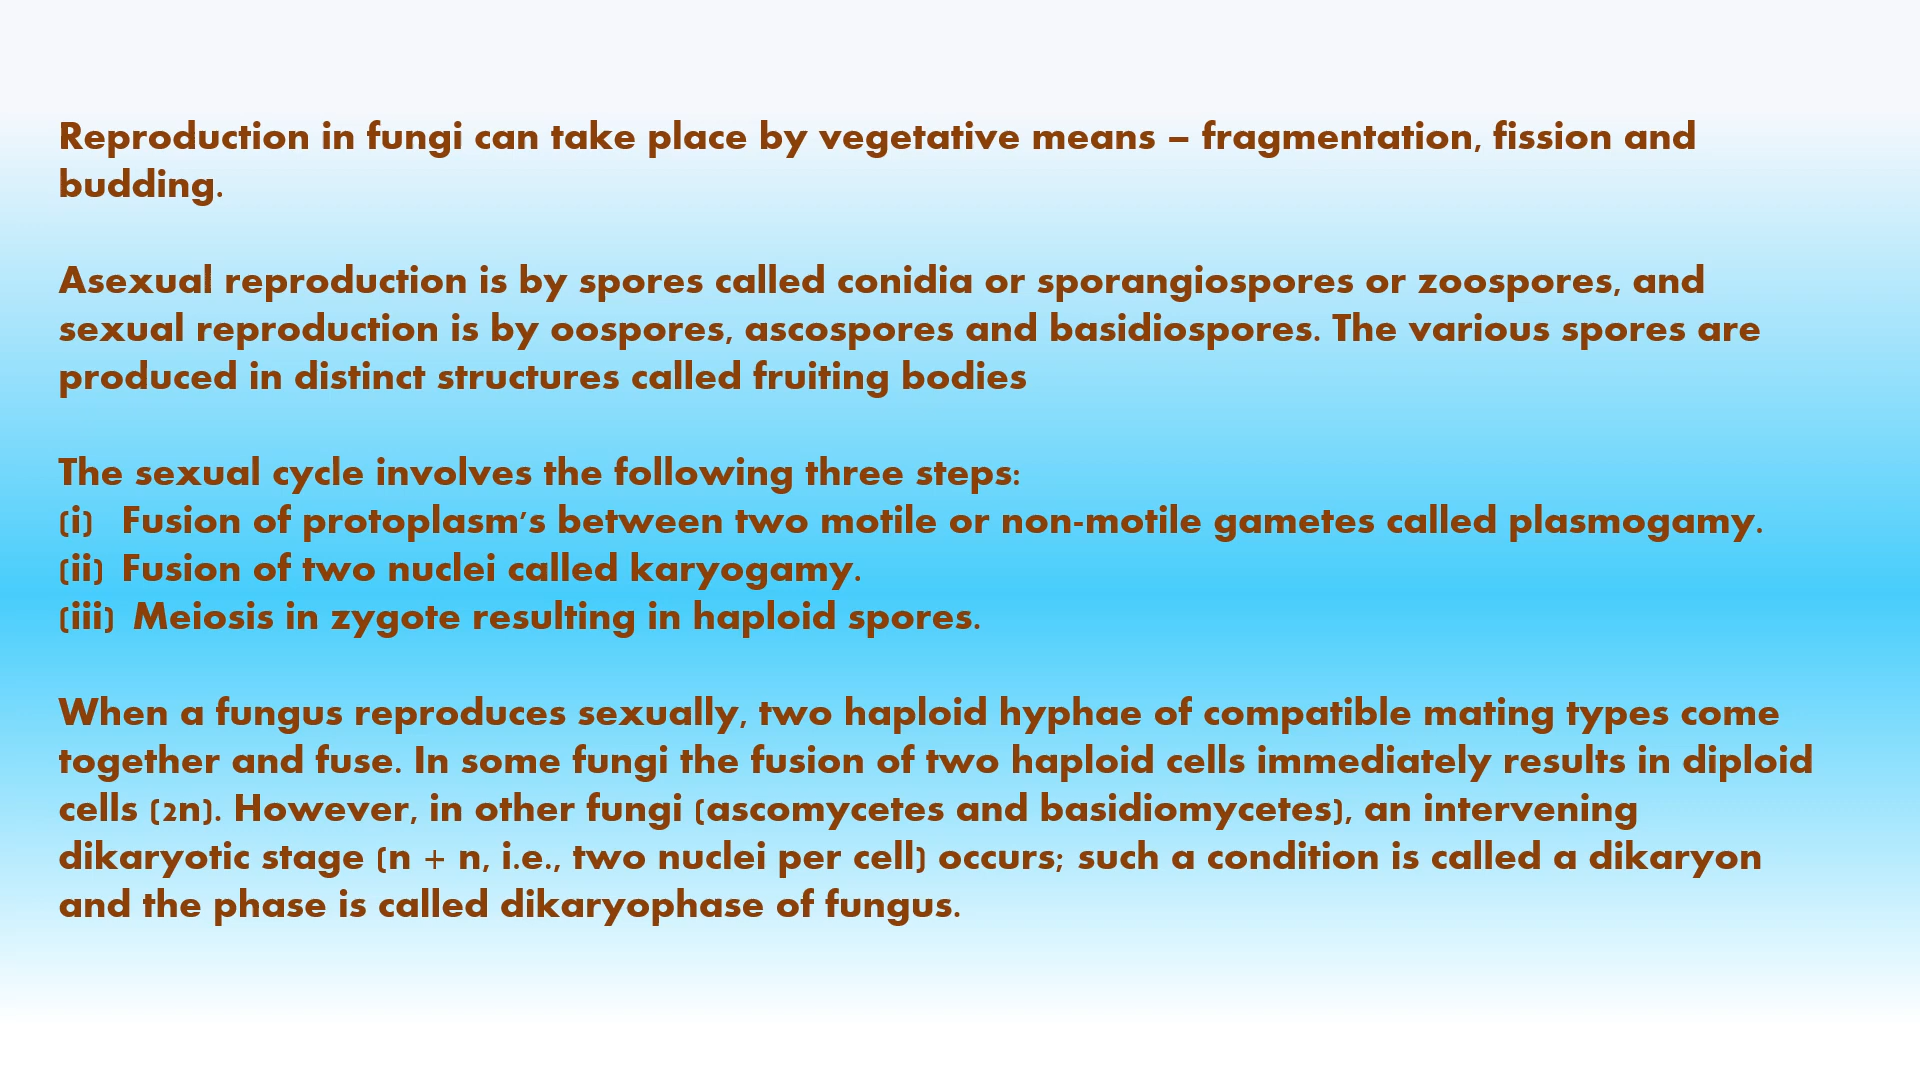 Reproduction in fungi can take place by vegetative means – fragmentation, fission and
budding.
Asexual reproduction is by spores called conidia or sporangiospores or zoospores, and
sexual reproduction is by oospores, ascospores and basidiospores. The various spores are
produced in distinct structures called fruiting bodies
The sexual cycle involves the following three steps:
(i) Fusion of protoplasm’s between two motile or non-motile gametes called plasmogamy.
(ii) Fusion of two nuclei called karyogamy.
(iii) Meiosis in zygote resulting in haploid spores.
When a fungus reproduces sexually, two haploid hyphae of compatible mating types come
together and fuse. In some fungi the fusion of two haploid cells immediately results in diploid
cells (2n). However, in other fungi (ascomycetes and basidiomycetes), an intervening
dikaryotic stage (n + n, i.e., two nuclei per cell) occurs; such a condition is called a dikaryon
and the phase is called dikaryophase of fungus.